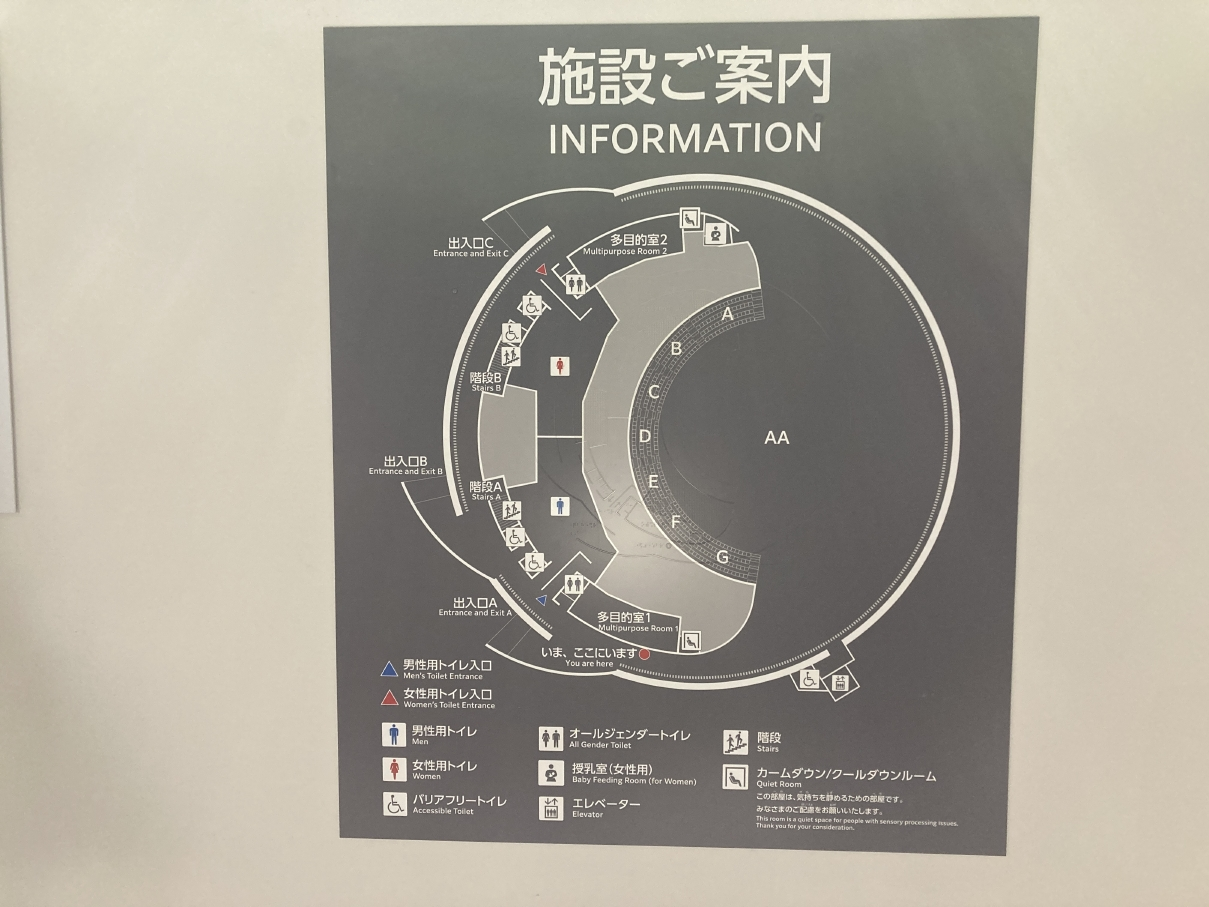 施設ご案内
INFORMATION
出入口C
Entrance and Exit C
多目的室2
Multipurpose Room 2
A
B
C
D
E
F
G
AA
階段B
Stairs B
出入口B
Entrance and Exit B
階段A
Stairs A
出入口A
Entrance and Exit A
多目的室1
Multipurpose Room 1
いま、ここにいます
You are here
男性用トイレ入口
Men's Toilet Entrance
女性用トイレ入口
Women's Toilet Entrance
男性用トイレ
Men
女性用トイレ
Women
バリアフリートイレ
Accessible Toilet
オールジェンダートイレ
All Gender Toilet
授乳室(女性用)
Baby Feeding Room (for Women)
エレベーター
Elevator
階段
Stairs
カームダウン/クールダウンルーム
Quiet Room
この部屋は、気持ちを静めるための部屋です。
みなさまのご配慮をお願いいたします。
This room is a quiet space for people with sensory processing issues.
Thank you for your consideration.